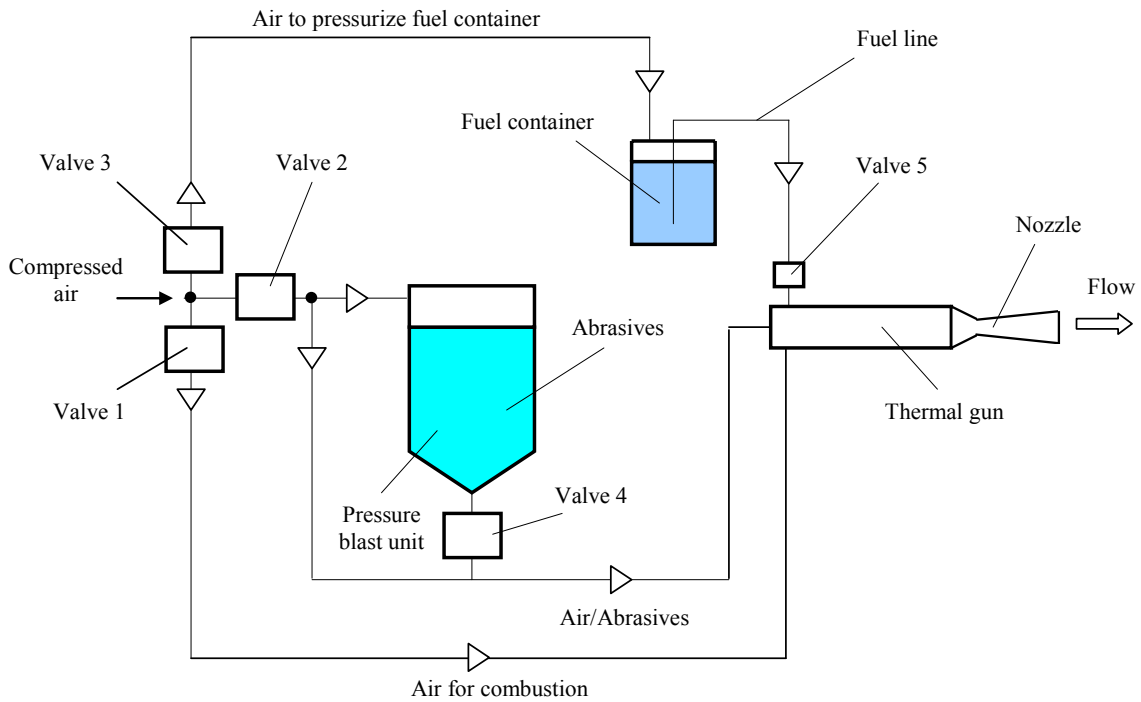 Air to pressurize fuel container
Fuel line
Fuel container
Valve 3
Valve 2
Valve 5
Nozzle
Compressed
air
Flow
Abrasives
Valve 1
Thermal gun
Valve 4
Pressure
blast unit
Air/Abrasives
Air for combustion